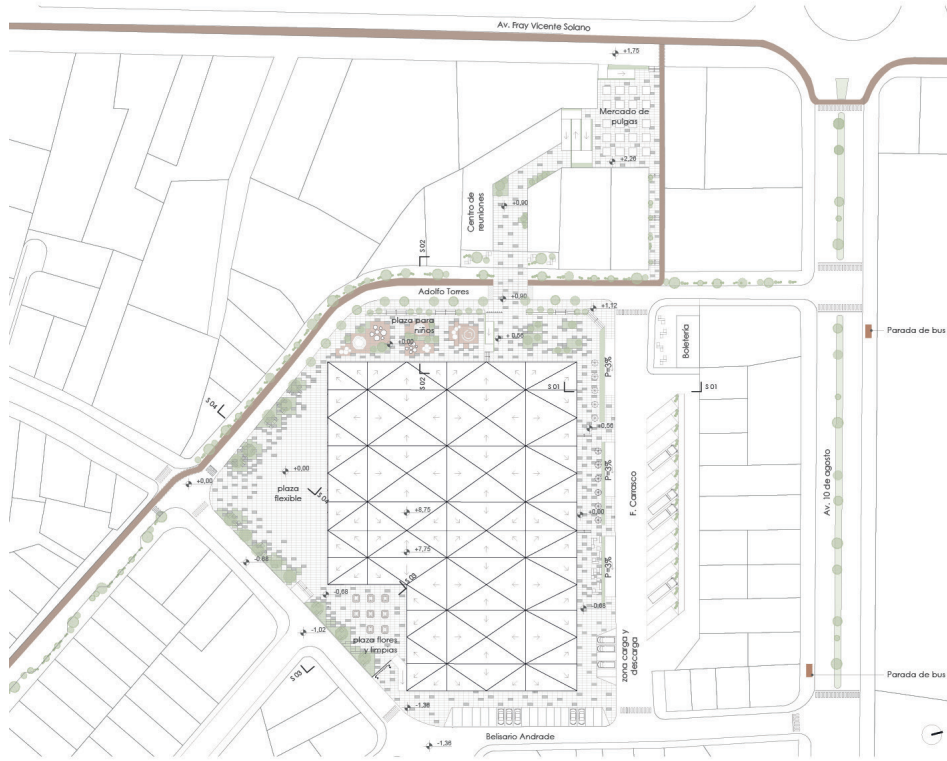 Av. Fray Vicente Solano
+1,75
Mercado de
pulgas
+2,26
Centro de
reuniones
+0,90
S 02
Adolfo Torres
+0,90
+1,12
plaza para
niños
+0,00
Boletería
Parada de bus
S 02
S 01
P=3%
S 01
S 04
+0,56
+0,00
plaza
flexible
S 04
+0,00
P=3%
F. Carrasco
Av. 10 de agosto
+8,75
+0,00
+7,75
-0,68
P=3%
S 03
-0,68
-0,68
-1,02
plaza flores
y limpias
zona carga y
descarga
S 03
Parada de bus
-1,36
Belisario Andrade
-1,36